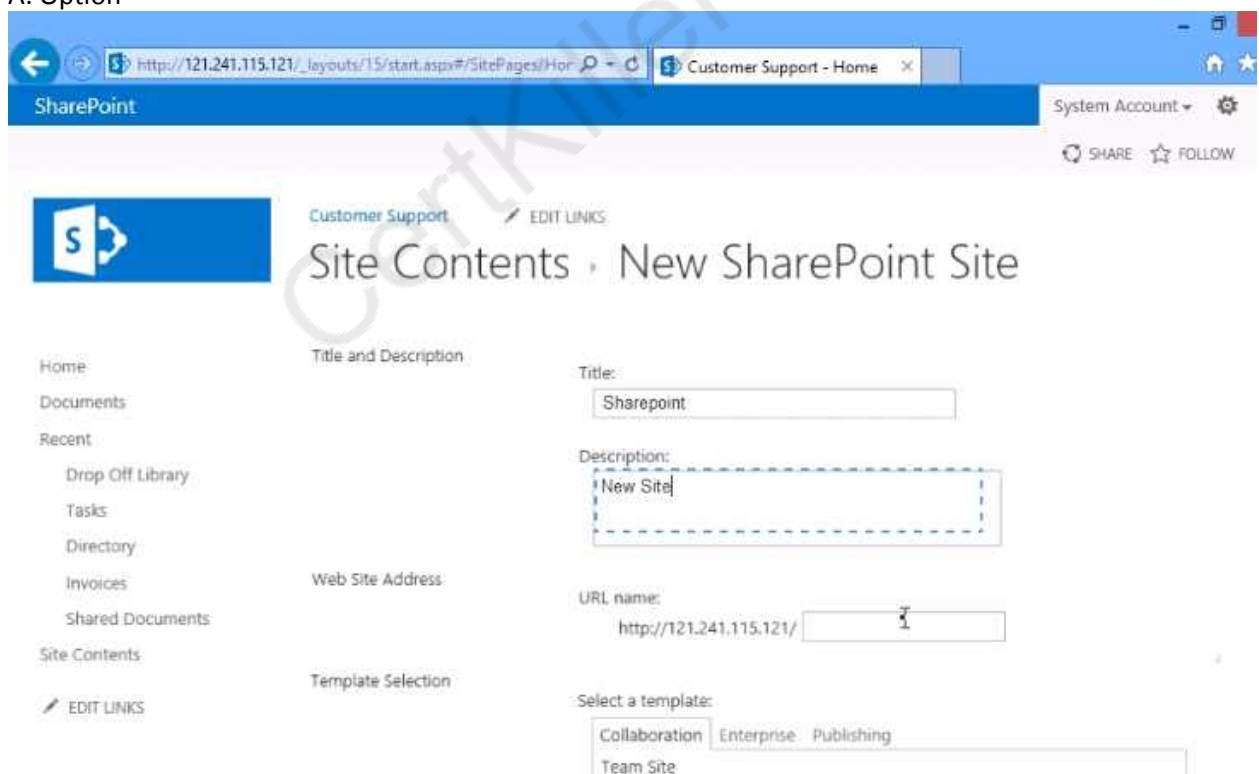 A. Option
http://121.241.115.121/_layouts/15/start.aspx#/SitePages/Hor
Customer Support - Home
SharePoint
System Account
SHARE FOLLOW
Customer Support EDIT LINKS
Site Contents New SharePoint Site
Home
Title and Description
Title:
Documents
Sharepoint
Recent
Description:
Drop Off Library
New Site
Tasks
Directory
Invoices
Web Site Address
URL name:
Shared Documents
http://121.241.115.121/
Site Contents
Template Selection
EDIT LINKS
Select a template:
Collaboration Enterprise Publishing
Team Site
CertKiller